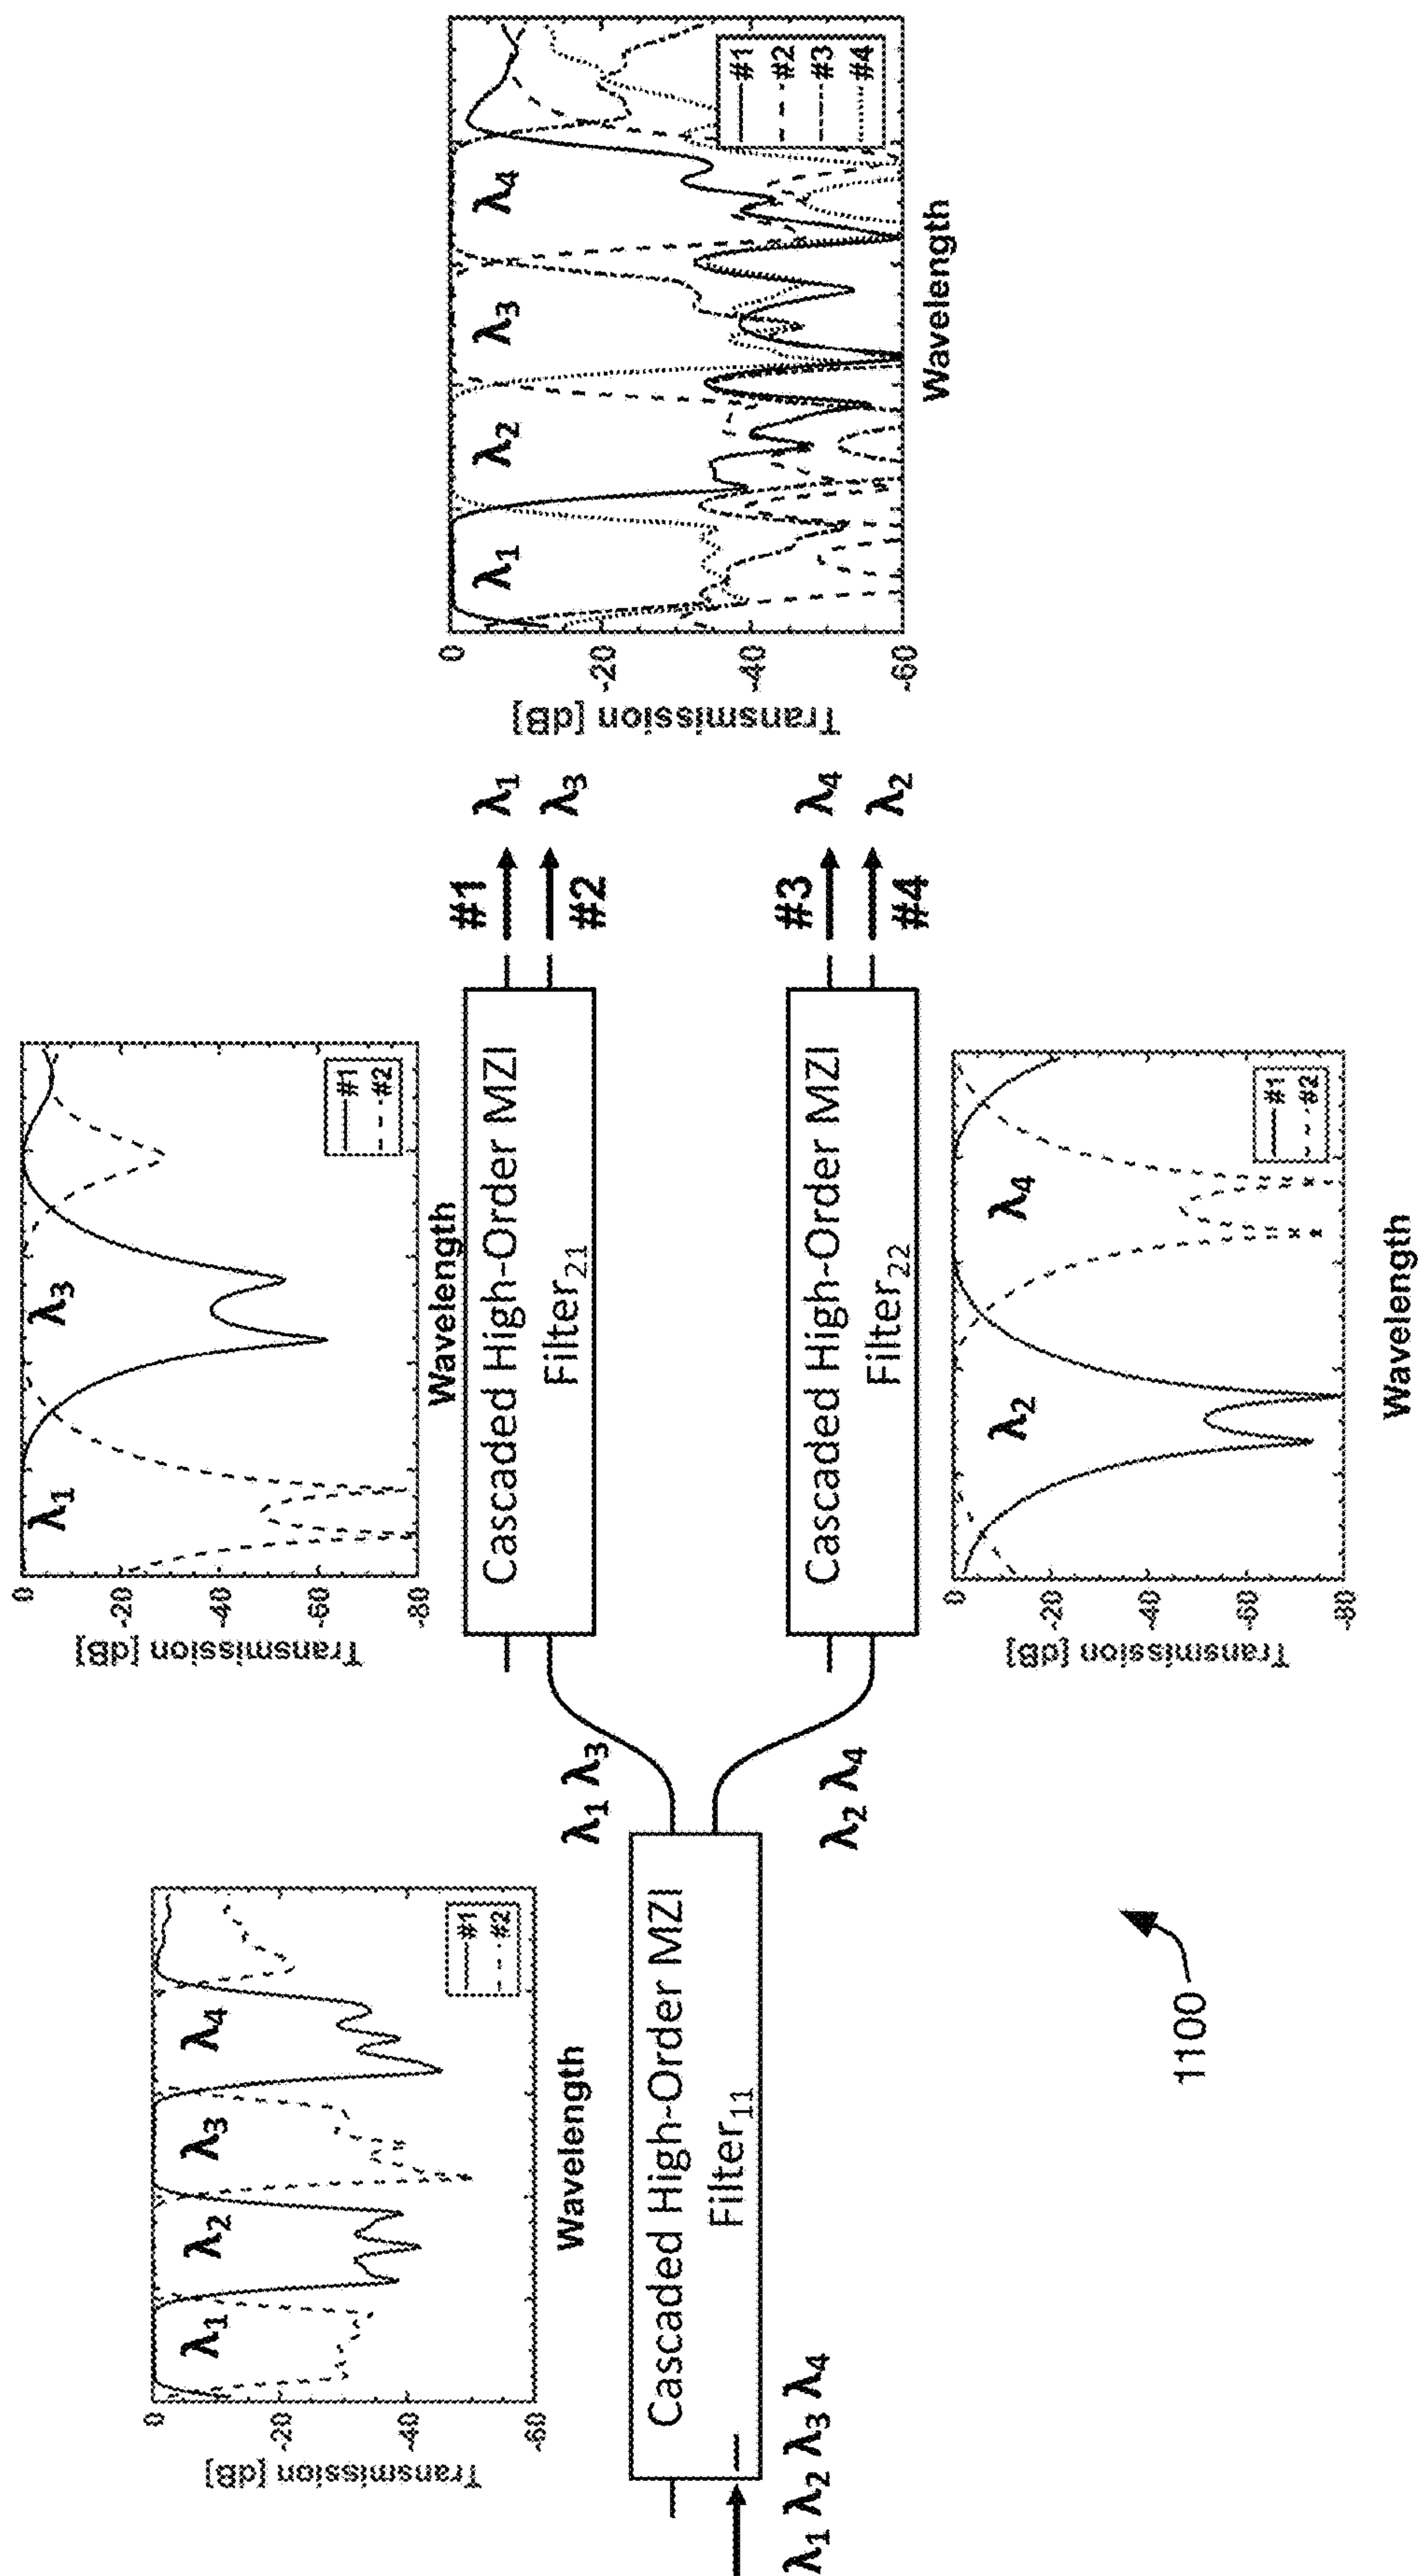 λ1 λ2 λ3 λ4
Cascaded High-Order MZI
Filter11
Transmission [dB]
0
-20
-40
-60
λ1
λ2
λ3
λ4
#1
#2
Wavelength
λ1 λ3
λ2 λ4
Transmission [dB]
0
-20
-40
-60
-80
λ1
λ3
#1
#2
Wavelength
Cascaded High-Order MZI
Filter21
Cascaded High-Order MZI
Filter22
Transmission [dB]
0
-20
-40
-60
-80
λ2
λ4
#1
#2
Wavelength
#1
λ1
#2
λ3
#3
λ4
#4
λ2
Transmission [dB]
0
-20
-40
-60
λ1
λ2
λ3
λ4
#1
#2
#3
#4
Wavelength
1100